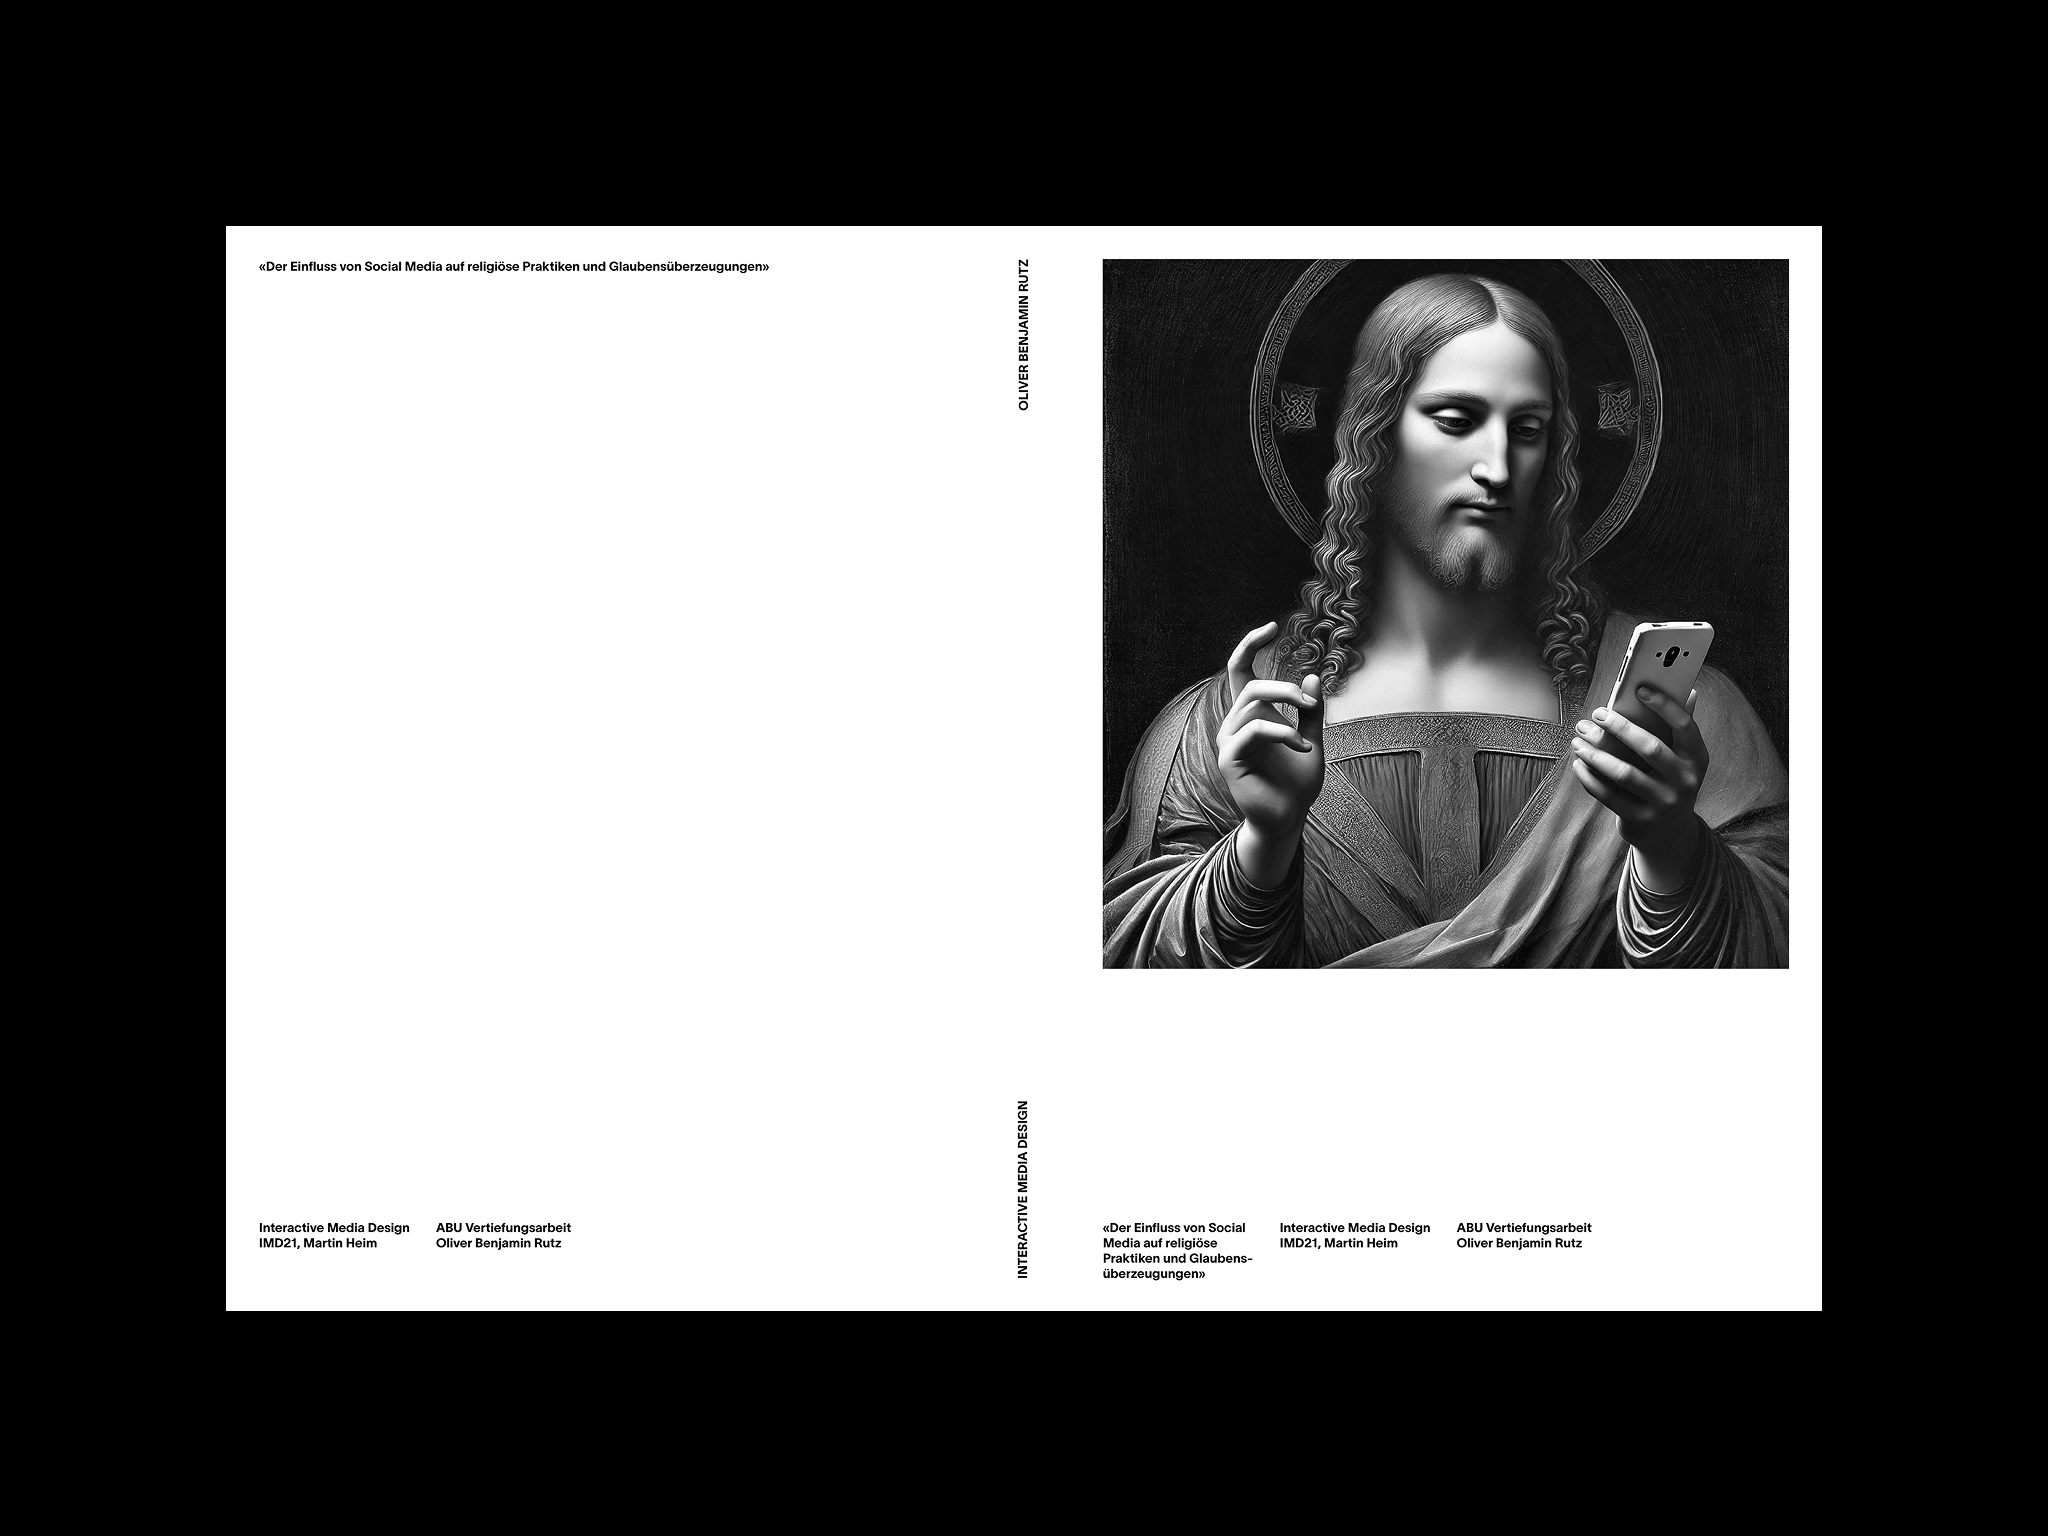 «Der Einfluss von Social Media auf religiöse Praktiken und Glaubensüberzeugungen»
Interactive Media Design
IMD21, Martin Heim
ABU Vertiefungsarbeit
Oliver Benjamin Rutz
OLIVER BENJAMIN RUTZ
INTERACTIVE MEDIA DESIGN
«Der Einfluss von Social
Media auf religiöse
Praktiken und Glaubens-
überzeugungen»
Interactive Media Design
IMD21, Martin Heim
ABU Vertiefungsarbeit
Oliver Benjamin Rutz